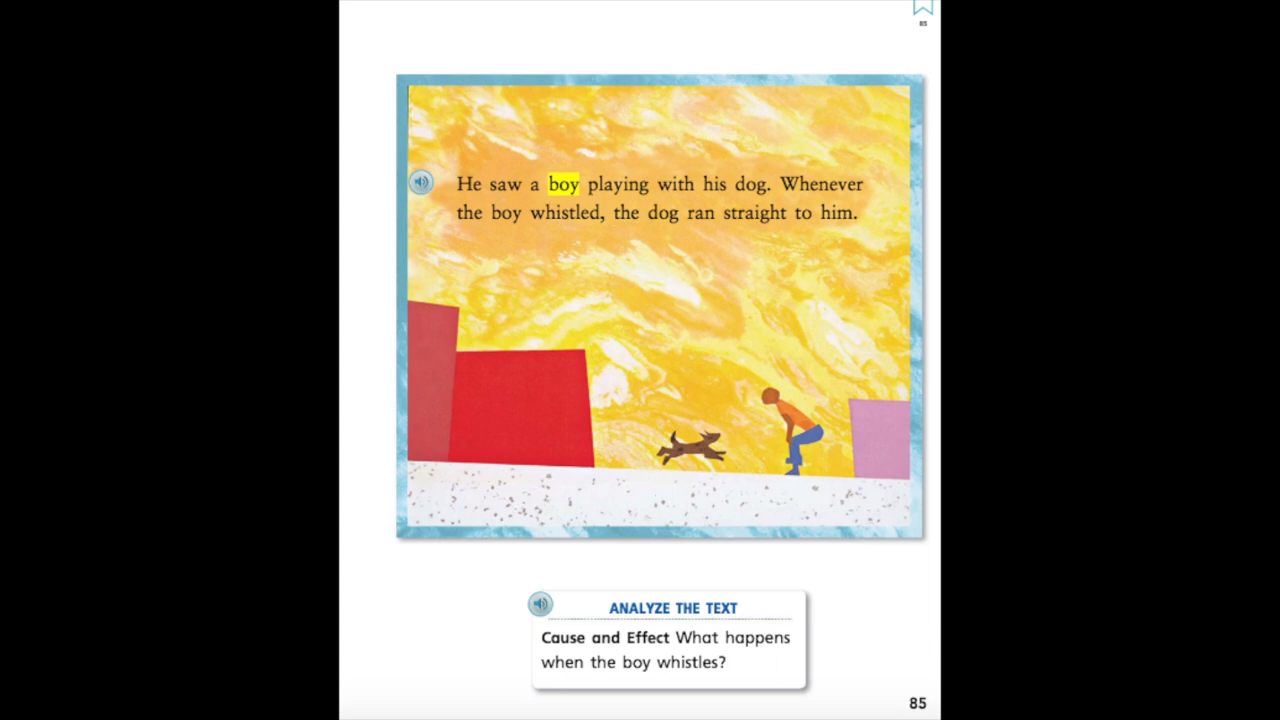 85
He saw a boy playing with his dog. Whenever
the boy whistled, the dog ran straight to him.
ANALYZE THE TEXT
Cause and Effect What happens
when the boy whistles?
85